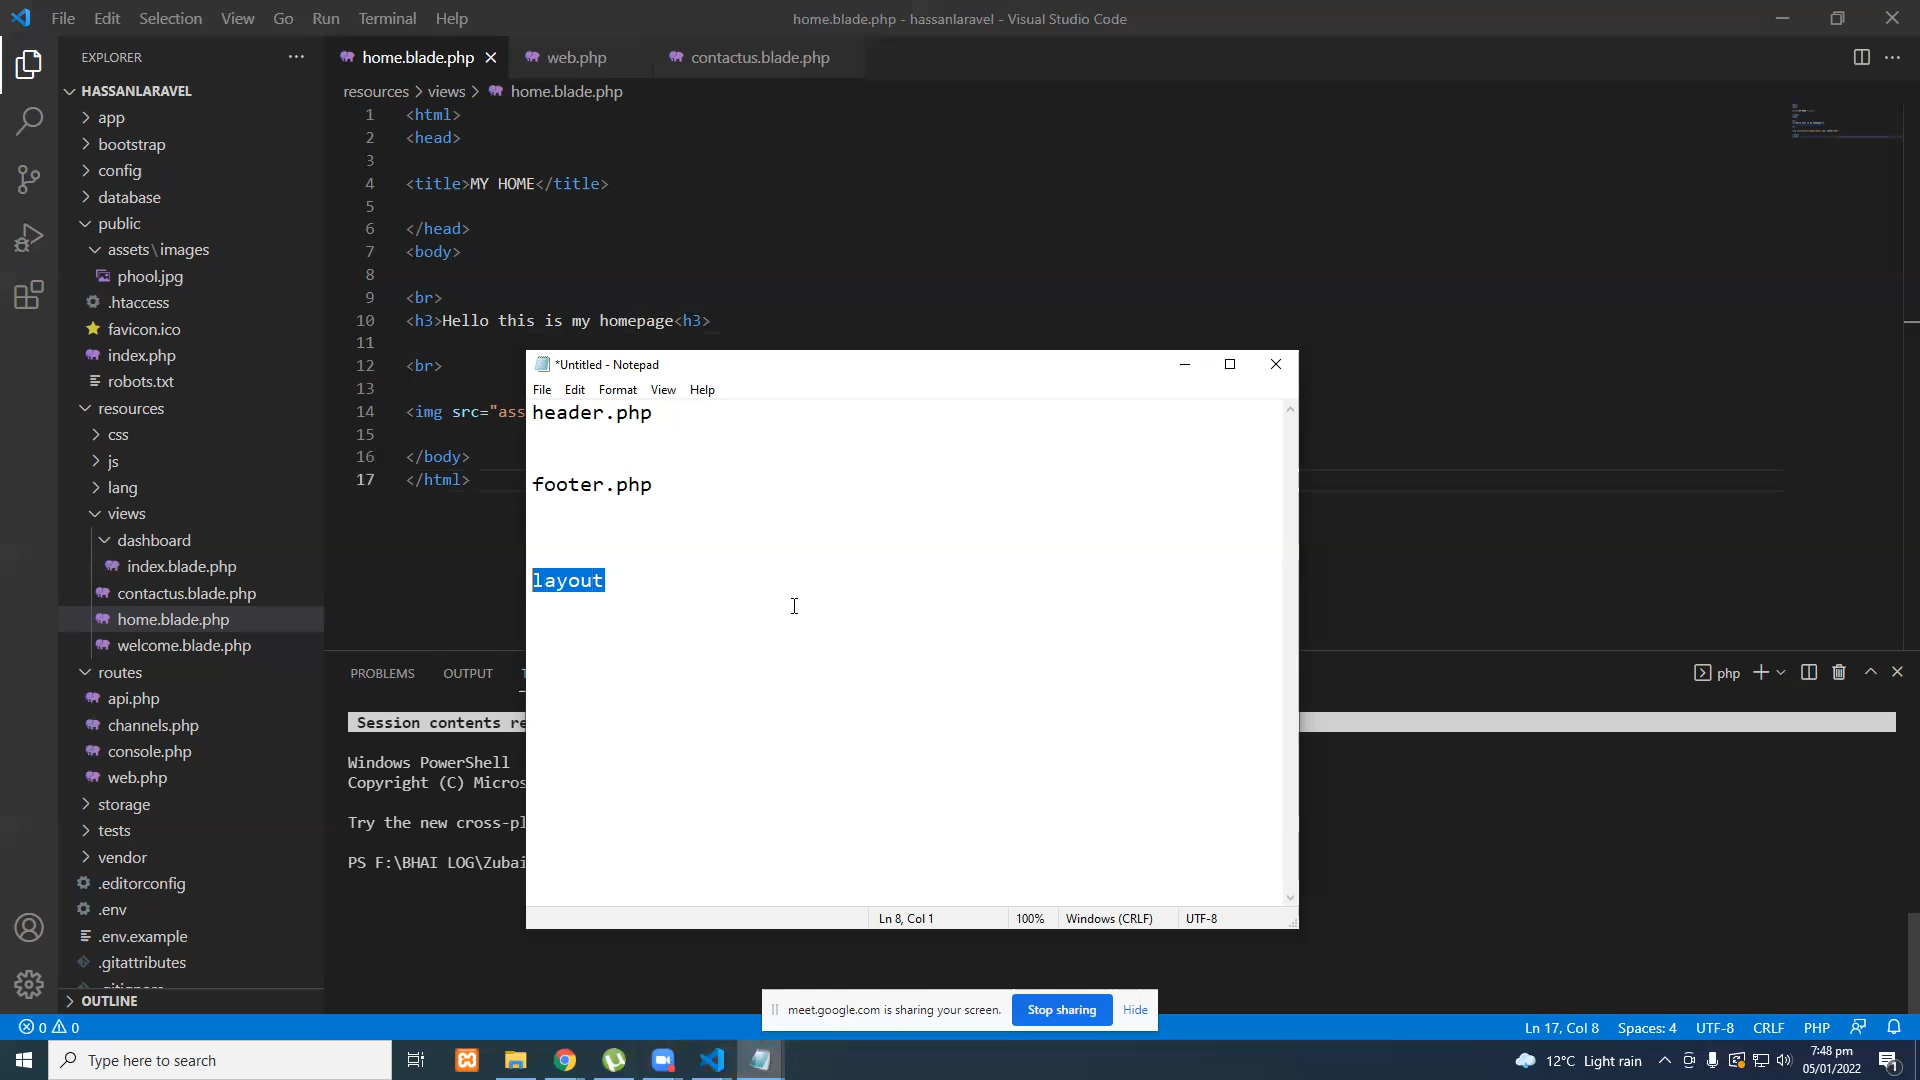 File Edit Selection View Go Run Terminal Help
home.blade.php - hassanlaravel - Visual Studio Code
EXPLORER
HASSANLARAVEL
app
bootstrap
config
database
public
assets\images
phool.jpg
.htaccess
favicon.ico
index.php
robots.txt
resources
css
js
lang
views
dashboard
index.blade.php
contactus.blade.php
home.blade.php
welcome.blade.php
routes
api.php
channels.php
console.php
web.php
storage
tests
vendor
.editorconfig
.env
.env.example
.gitattributes
OUTLINE
home.blade.php web.php contactus.blade.php
resources > views > home.blade.php
1 <html>
2 <head>
3
4 <title>MY HOME</title>
5
6 </head>
7 <body>
8
9 <br>
10 <h3>Hello this is my homepage<h3>
11
12 <br>
13
14 <img src="ass
15
16 </body>
17 </html>
*Untitled - Notepad
File Edit Format View Help
header.php
footer.php
layout
Ln 8, Col 1 100% Windows (CRLF) UTF-8
PROBLEMS OUTPUT
php
Session contents re
Windows PowerShell
Copyright (C) Micros
Try the new cross-pl
PS F:\BHAI LOG\Zubai
meet.google.com is sharing your screen. Stop sharing Hide
0 0
Ln 17, Col 8 Spaces: 4 UTF-8 CRLF PHP
Type here to search
12°C Light rain
7:48 pm
05/01/2022
1